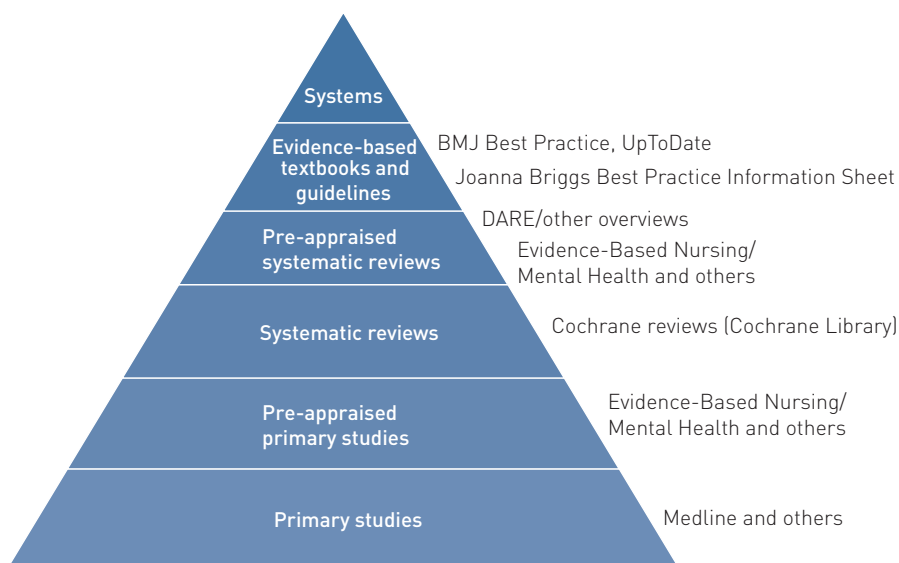 Systems
Evidence-based
textbooks and
guidelines
BMJ Best Practice, UpToDate
Joanna Briggs Best Practice Information Sheet
Pre-appraised
systematic reviews
DARE/other overviews
Evidence-Based Nursing/
Mental Health and others
Systematic reviews
Cochrane reviews (Cochrane Library)
Pre-appraised
primary studies
Evidence-Based Nursing/
Mental Health and others
Primary studies
Medline and others